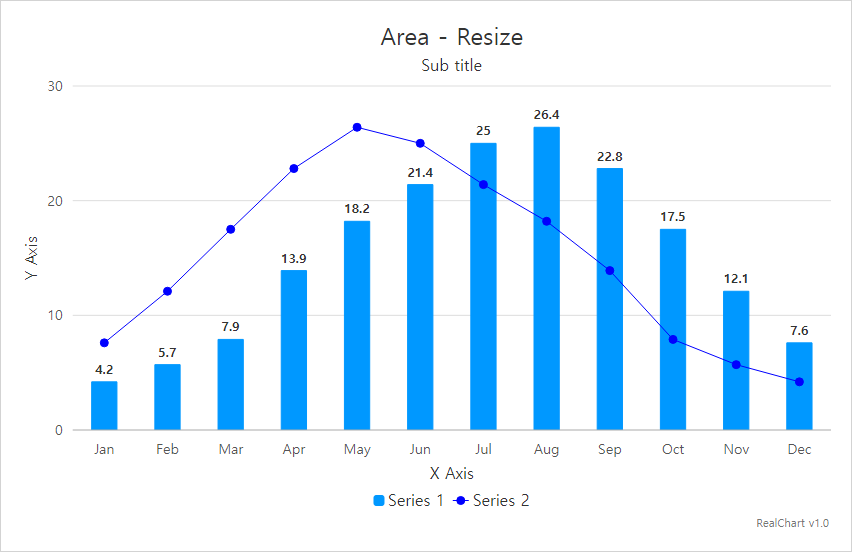 Area - Resize
Sub title
30
20
10
0
Y Axis
4.2
5.7
7.9
13.9
18.2
21.4
25
26.4
22.8
17.5
12.1
7.6
Jan Feb Mar Apr May Jun Jul Aug Sep Oct Nov Dec
X Axis
Series 1 Series 2
RealChart v1.0